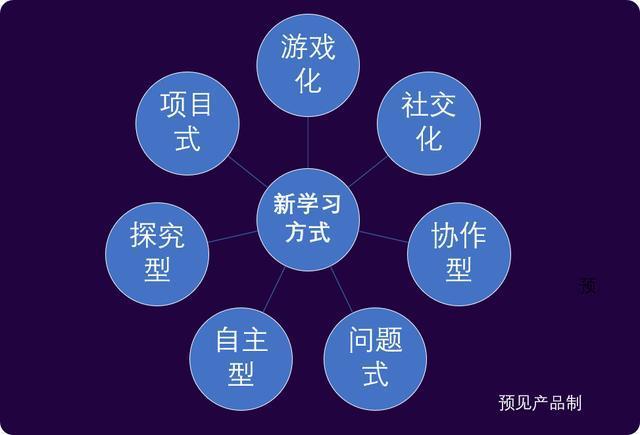 游戏
化
项目
式
社交
化
新学习
方式
探究
型
协作
型
预
自主
型
问题
式
预见产品制